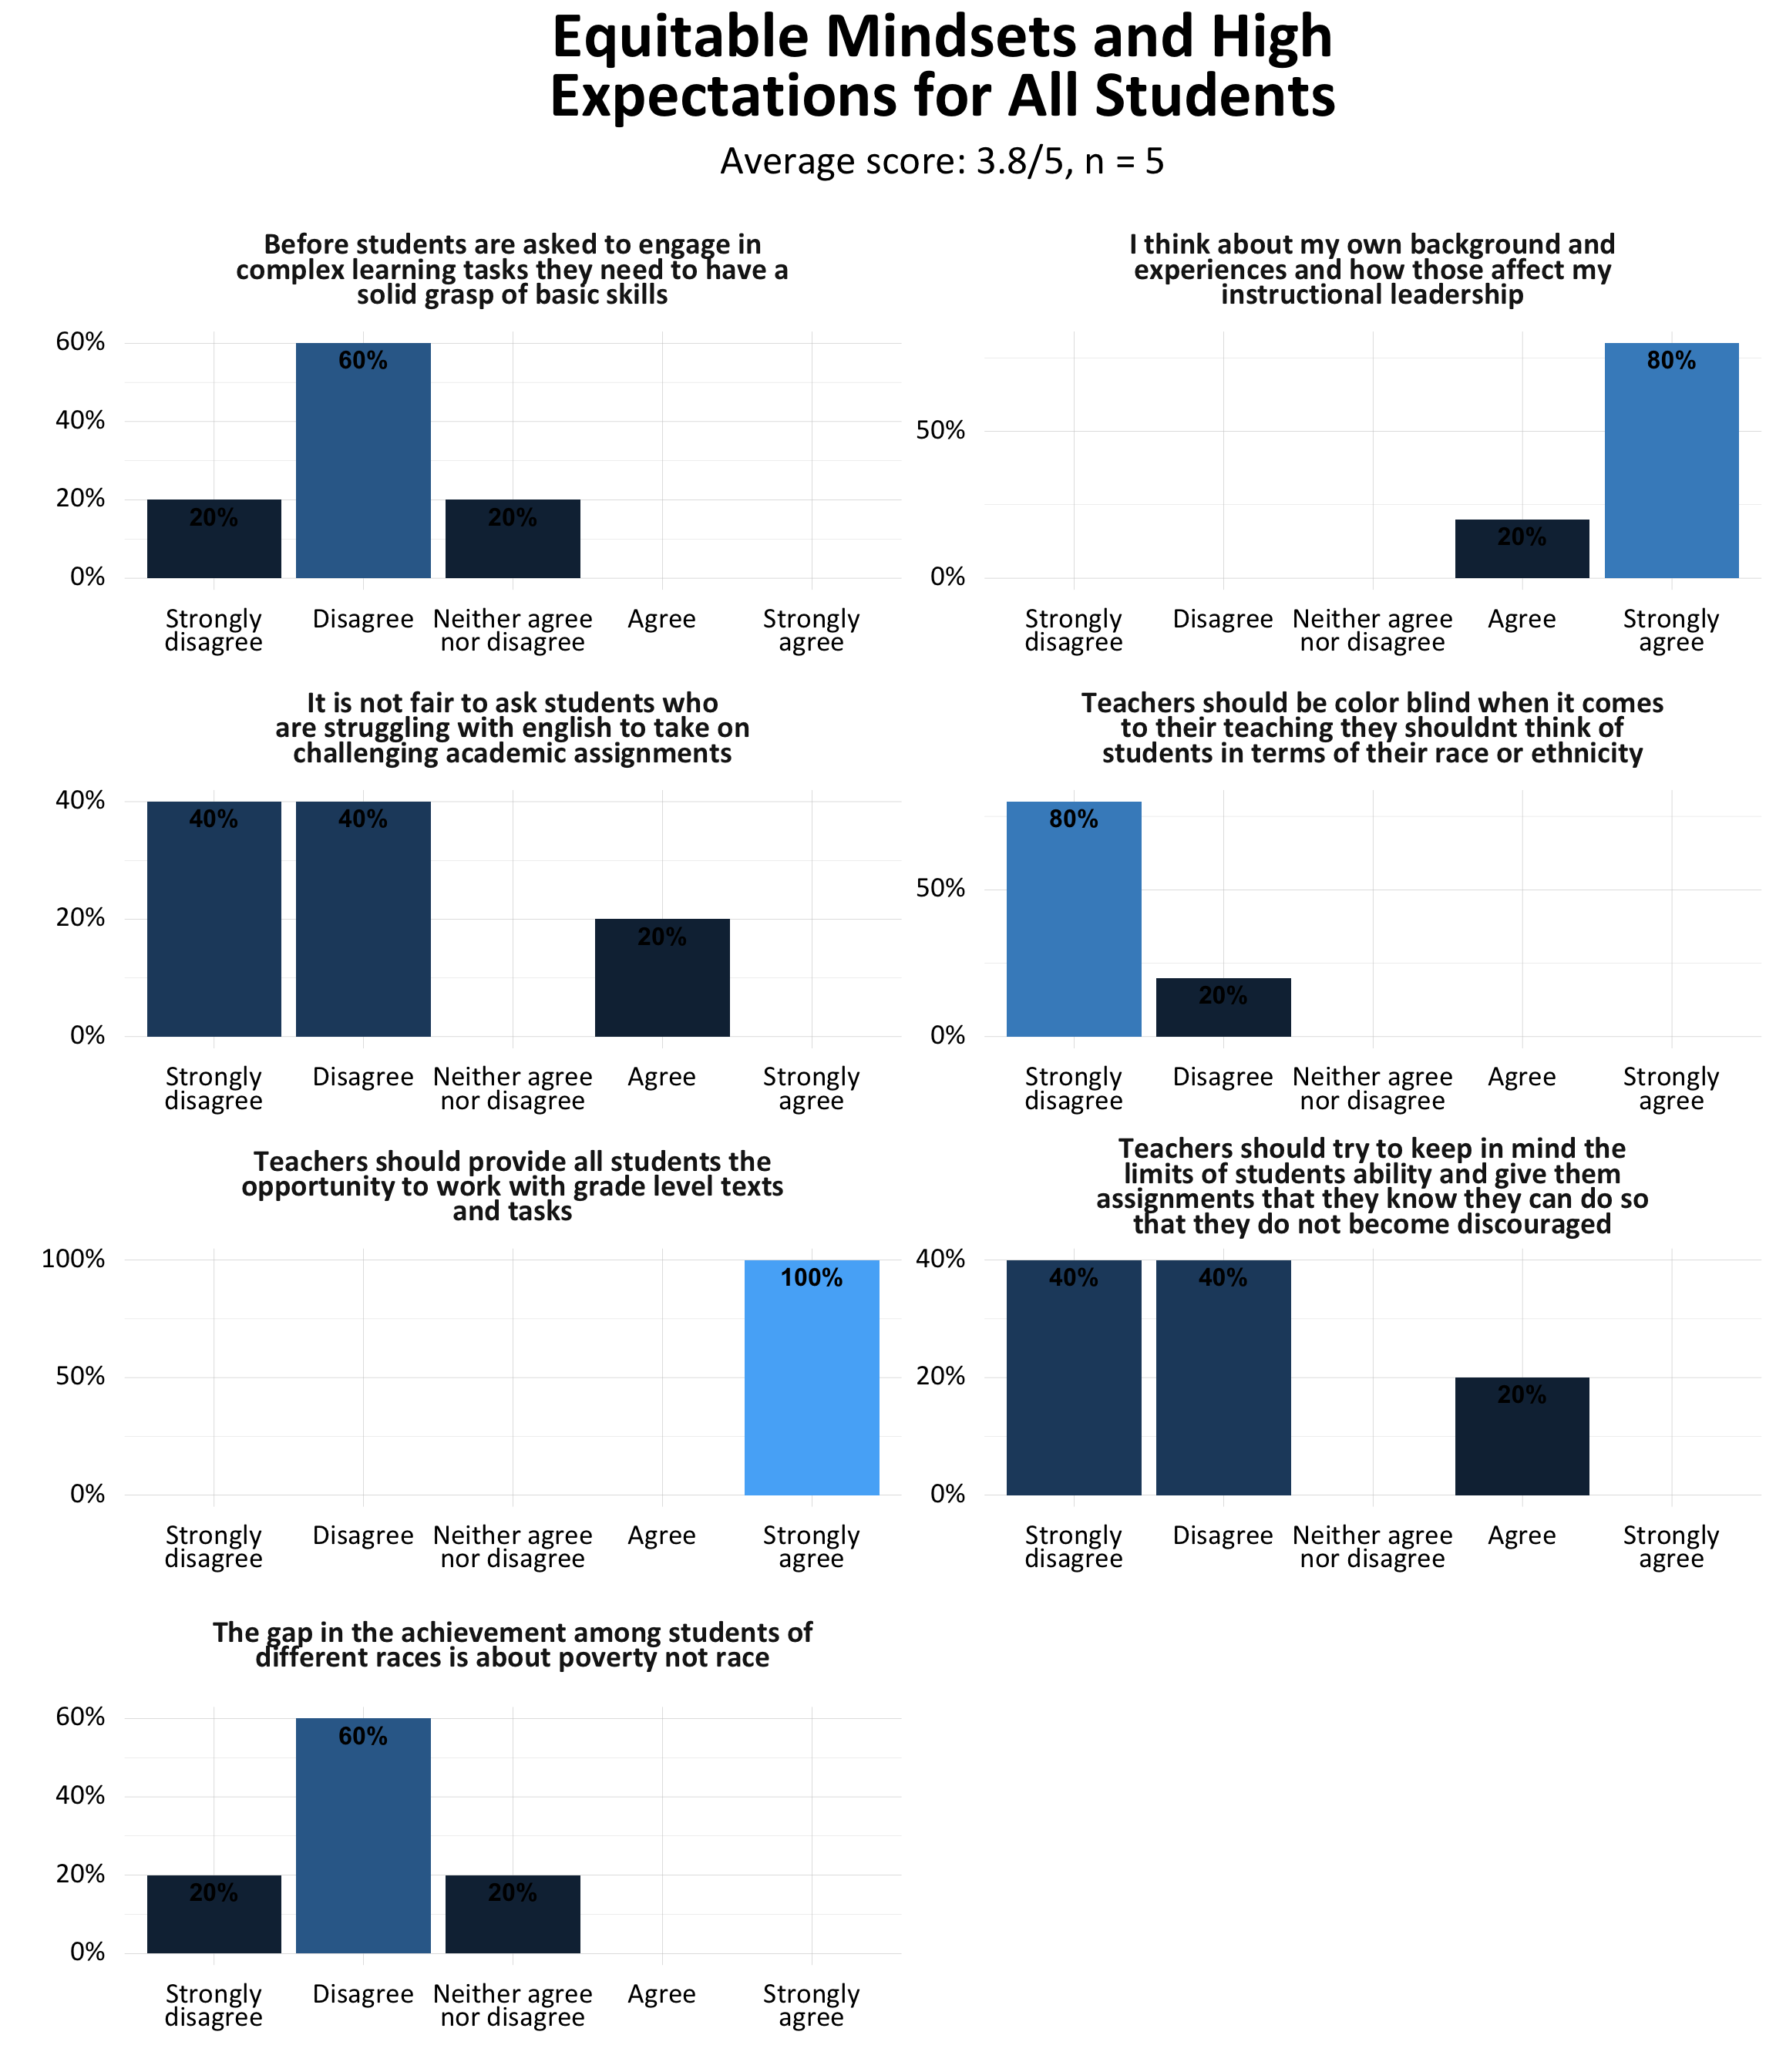 Equitable Mindsets and High
Expectations for All Students
Average score: 3.8/5, n = 5
Before students are asked to engage in
complex learning tasks they need to have a
solid grasp of basic skills
60%
40%
20%
0%
20%
60%
20%
Strongly
disagree
Disagree
Neither agree
nor disagree
Agree
Strongly
agree
I think about my own background and
experiences and how those affect my
instructional leadership
50%
0%
20%
80%
Strongly
disagree
Disagree
Neither agree
nor disagree
Agree
Strongly
agree
It is not fair to ask students who
are struggling with english to take on
challenging academic assignments
40%
20%
0%
40%
40%
20%
Strongly
disagree
Disagree
Neither agree
nor disagree
Agree
Strongly
agree
Teachers should be color blind when it comes
to their teaching they shouldnt think of
students in terms of their race or ethnicity
50%
0%
80%
20%
Strongly
disagree
Disagree
Neither agree
nor disagree
Agree
Strongly
agree
Teachers should provide all students the
opportunity to work with grade level texts
and tasks
100%
50%
0%
100%
Strongly
disagree
Disagree
Neither agree
nor disagree
Agree
Strongly
agree
Teachers should try to keep in mind the
limits of students ability and give them
assignments that they know they can do so
that they do not become discouraged
40%
20%
0%
40%
40%
20%
Strongly
disagree
Disagree
Neither agree
nor disagree
Agree
Strongly
agree
The gap in the achievement among students of
different races is about poverty not race
60%
40%
20%
0%
20%
60%
20%
Strongly
disagree
Disagree
Neither agree
nor disagree
Agree
Strongly
agree